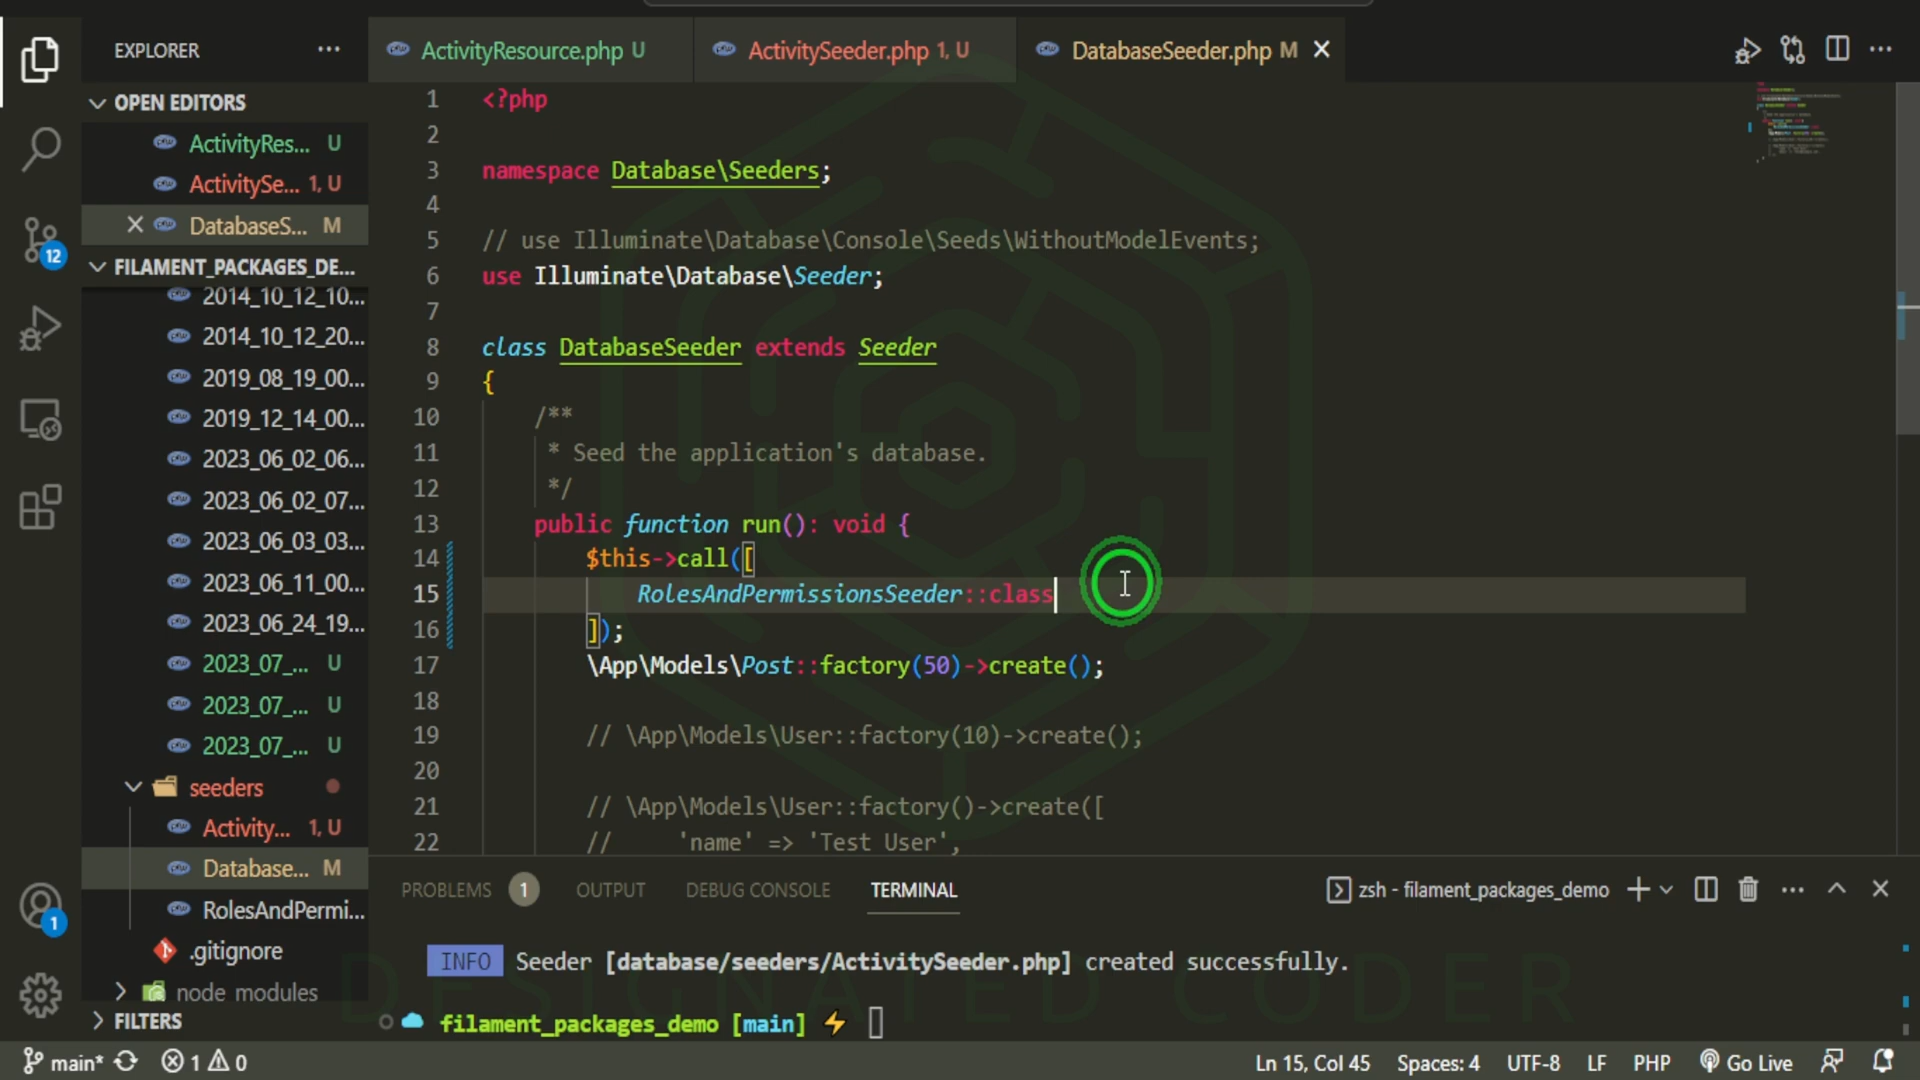 EXPLORER
OPEN EDITORS
ActivityRes... U
ActivitySe... 1, U
DatabaseS... M
FILAMENT_PACKAGES_DE...
2014_10_12_10...
2014_10_12_20...
2019_08_19_00...
2019_12_14_00...
2023_06_02_06...
2023_06_02_07...
2023_06_03_03...
2023_06_11_00...
2023_06_24_19...
2023_07_... U
2023_07_... U
2023_07_... U
seeders
Activity... 1, U
Database... M
RolesAndPermi...
.gitignore
node_modules
FILTERS
12
1
ActivityResource.php U
ActivitySeeder.php 1, U
DatabaseSeeder.php M
1 <?php
2
3 namespace Database\Seeders;
4
5 // use Illuminate\Database\Console\Seeds\WithoutModelEvents;
6 use Illuminate\Database\Seeder;
7
8 class DatabaseSeeder extends Seeder
9 {
10 /**
11 * Seed the application's database.
12 */
13 public function run(): void {
14 $this->call([
15 RolesAndPermissionsSeeder::class
16 ]);
17 \App\Models\Post::factory(50)->create();
18
19 // \App\Models\User::factory(10)->create();
20
21 // \App\Models\User::factory()->create([
22 // 'name' => 'Test User',
PROBLEMS 1 OUTPUT DEBUG CONSOLE TERMINAL
zsh - filament_packages_demo
INFO Seeder [database/seeders/ActivitySeeder.php] created successfully.
DESIGNATED CODER
filament_packages_demo [main]
main* 1 0
Ln 15, Col 45 Spaces: 4 UTF-8 LF PHP Go Live